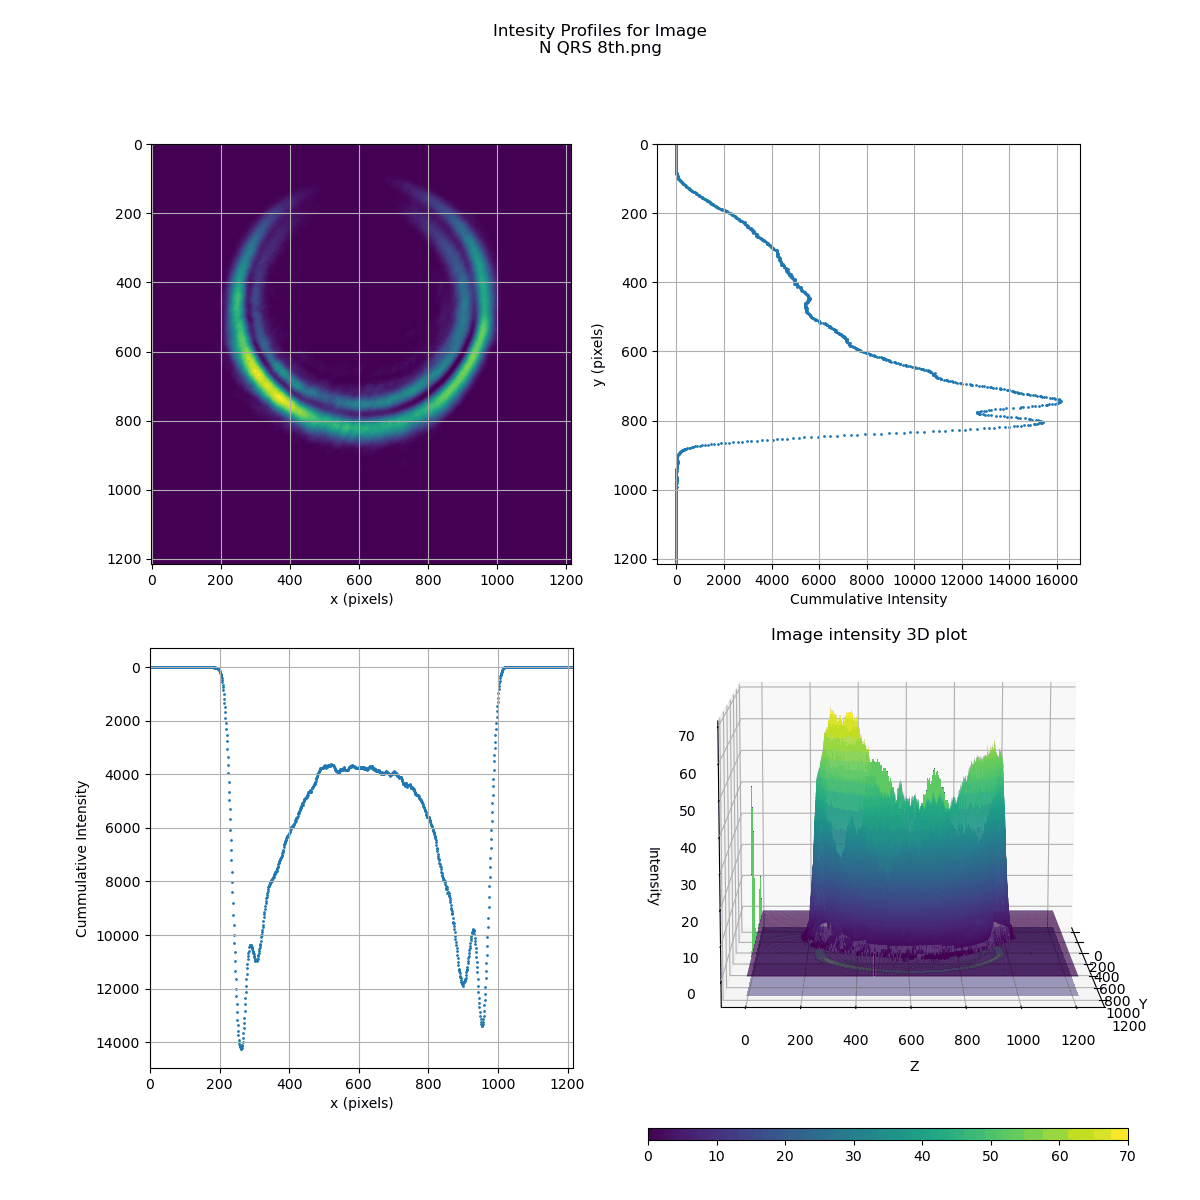 Intesity Profiles for Image
N QRS 8th.png
0
200
400
600
800
1000
1200
0 200 400 600 800 1000 1200
x (pixels)
y (pixels)
0
200
400
600
800
1000
1200
0 2000 4000 6000 8000 10000 12000 14000 16000
Cummulative Intensity
Cummulative Intensity
0
2000
4000
6000
8000
10000
12000
14000
0 200 400 600 800 1000 1200
x (pixels)
Image intensity 3D plot
Intensity
70
60
50
40
30
20
10
0
0 200 400 600 800 1000 1200
Z
0
200
400
600
800
1000
1200
Y
0 10 20 30 40 50 60 70